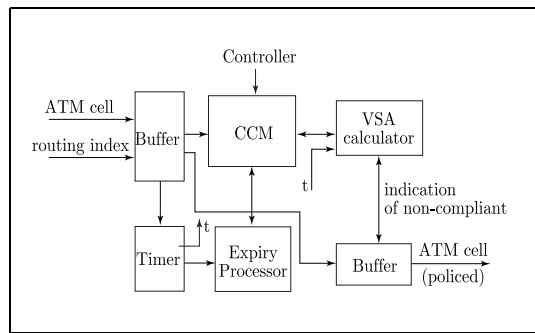 Controller
ATM cell
routing index
Buffer
CCM
VSA
calculator
t
indication
of non-compliant
t
Timer
Expiry
Processor
Buffer
ATM cell
(policed)